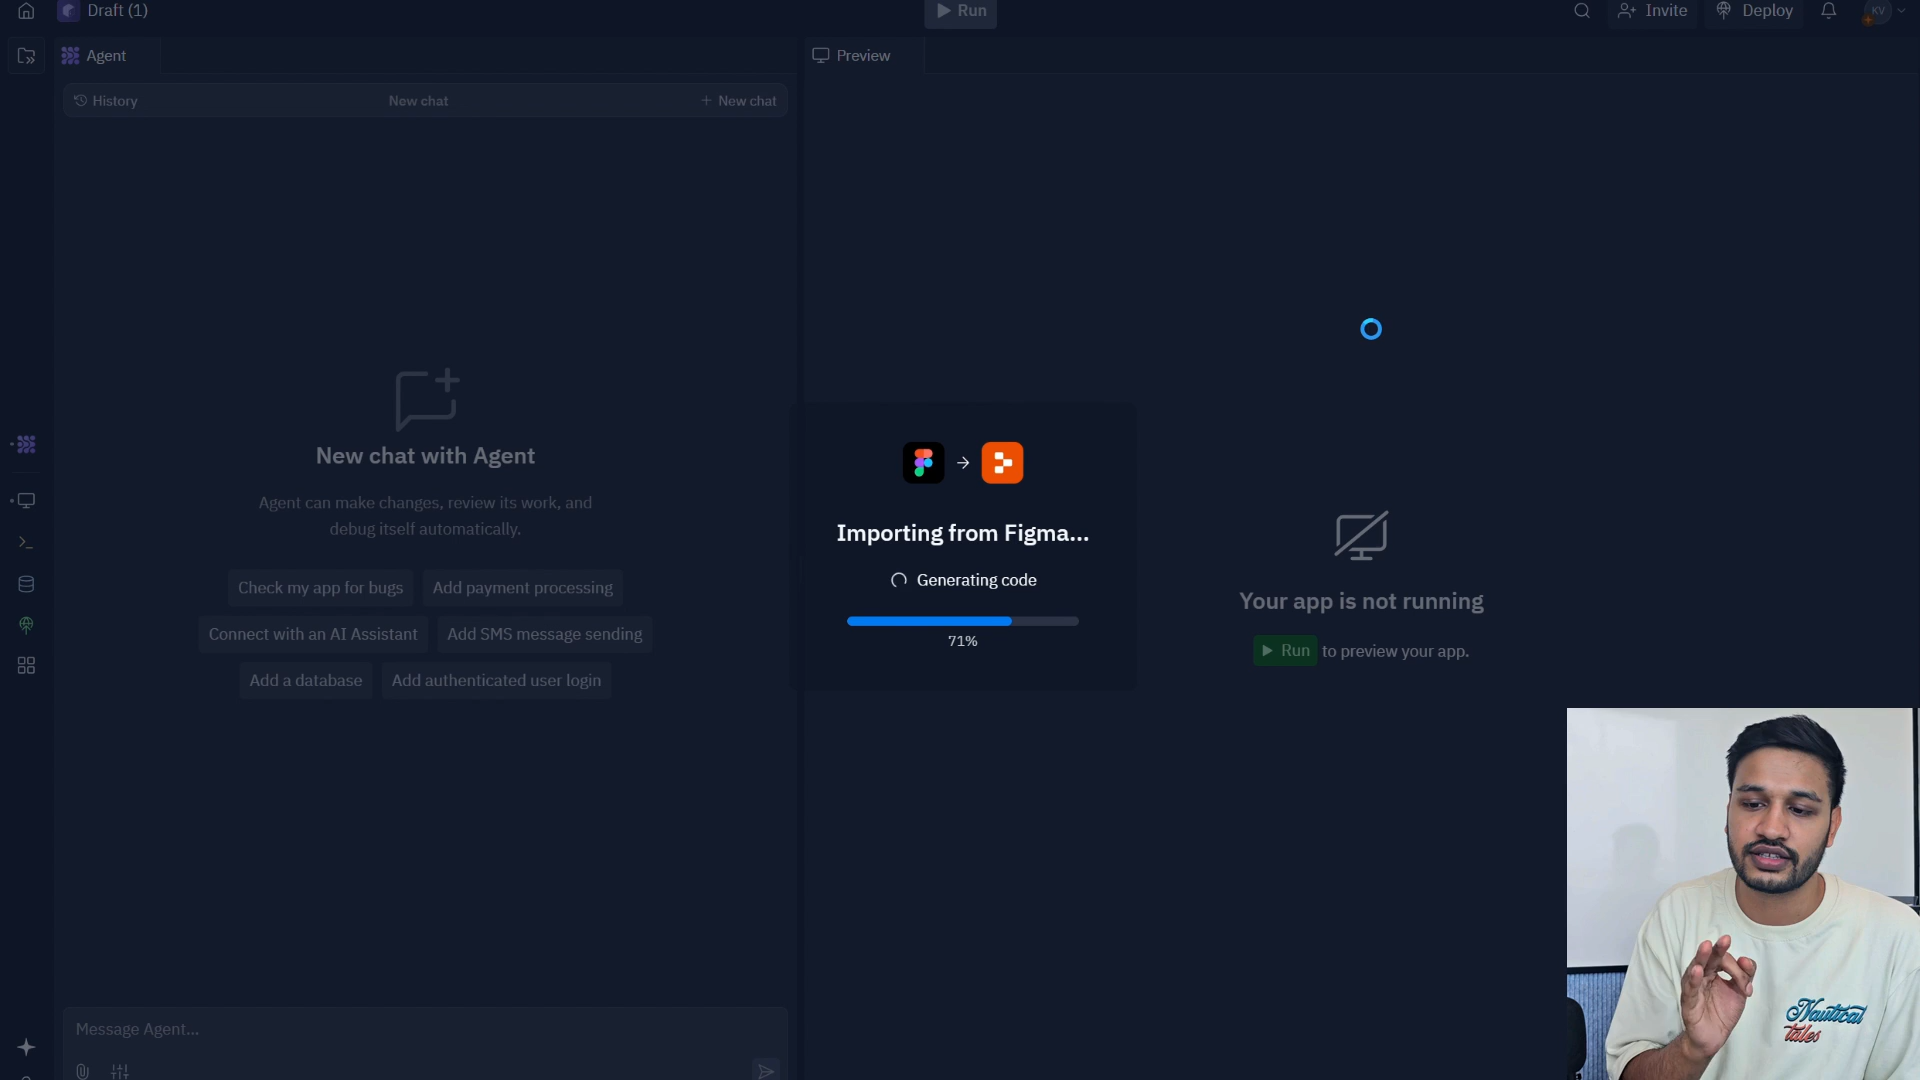 Draft (1)
Run
Invite
Deploy
KV
Agent
Preview
History
New chat
New chat
New chat with Agent
Agent can make changes, review its work, and
debug itself automatically.
Check my app for bugs
Add payment processing
Connect with an AI Assistant
Add SMS message sending
Add a database
Add authenticated user login
Message Agent...
Importing from Figma...
Generating code
71%
Your app is not running
Run to preview your app.
Nautical
tales